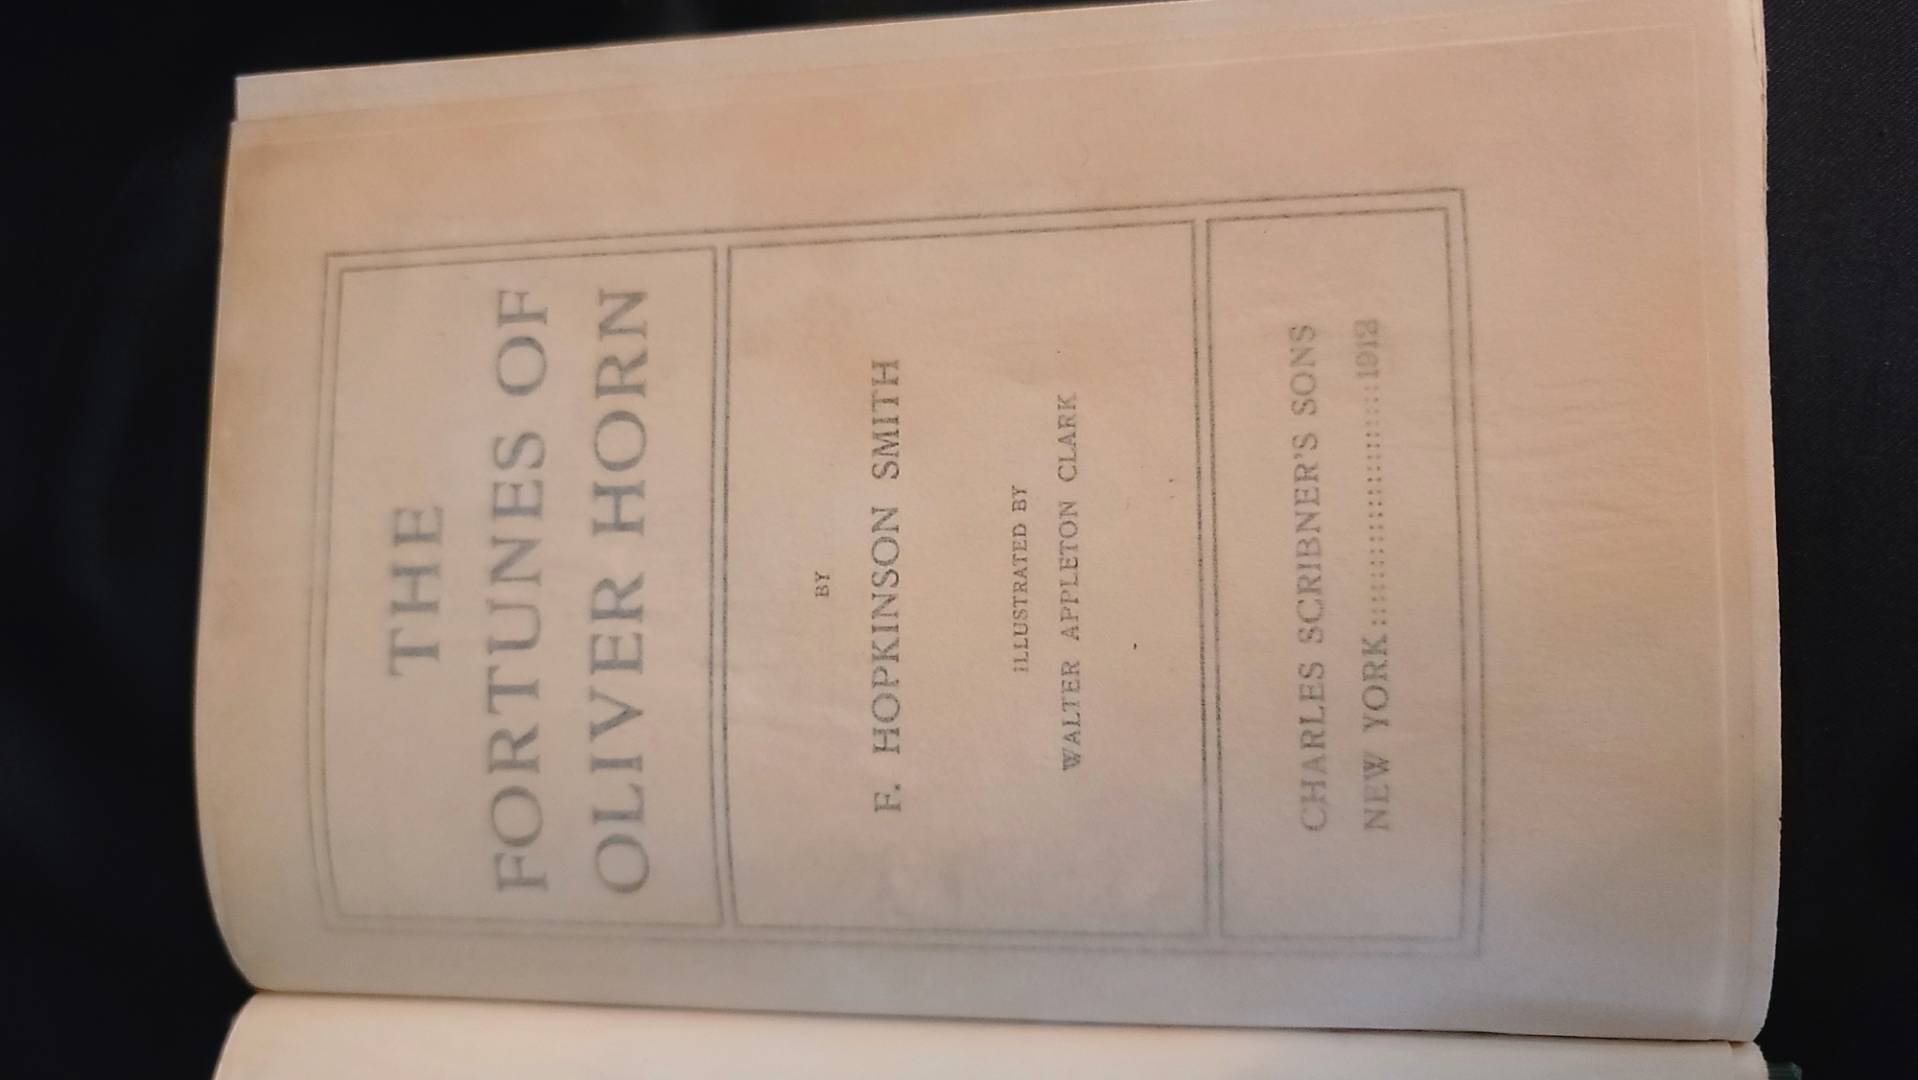 THE
FORTUNES OF
OLIVER HORN
BY
F. HOPKINSON SMITH
ILLUSTRATED BY
WALTER APPLETON CLARK
CHARLES SCRIBNER'S SONS
NEW YORK::::::::::::::::::::::1912